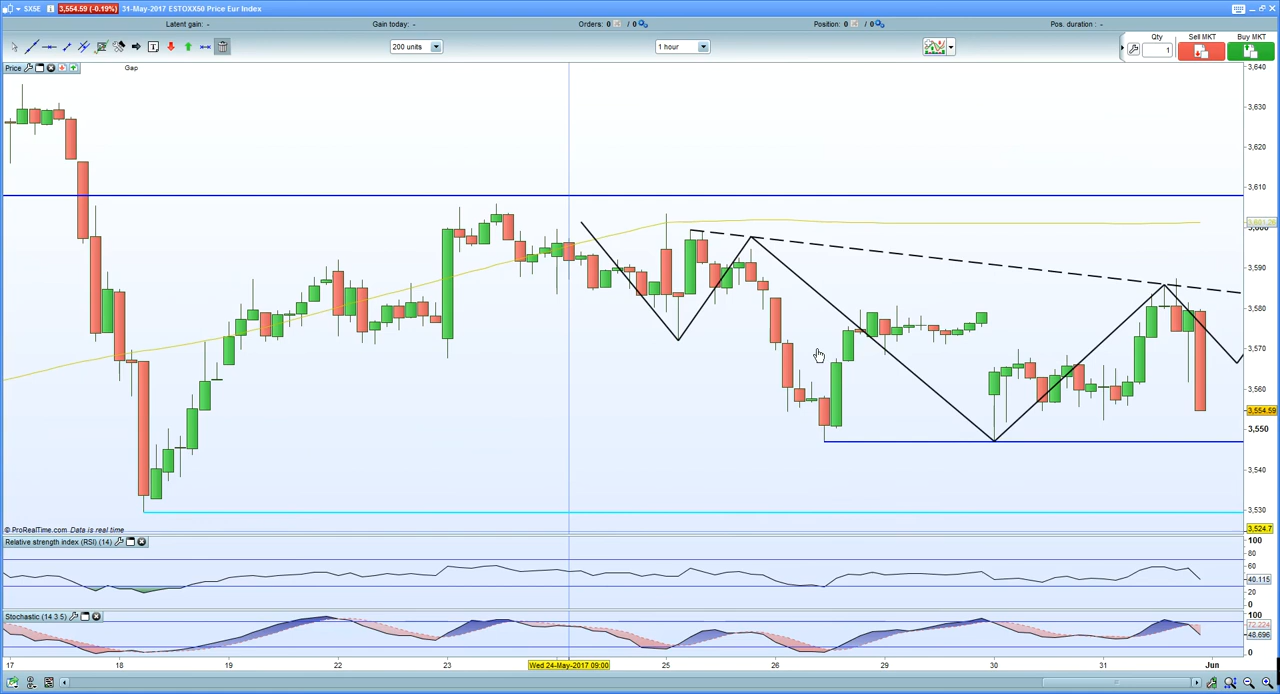 SX5E 3,554.59 (-0.19%) 31-May-2017 ESTOXX50 Price Eur Index
Latent gain: - Gain today: - Orders: 0 / 0 Position: 0 / 0 Pos. duration : -
200 units 1 hour Qty 1 Sell MKT Buy MKT
Price Gap
3,640
3,630
3,620
3,610
3,590
3,580
3,570
3,560
3,554.59
3,550
3,540
3,530
3,524.7
© ProRealTime.com Data is real time
Relative strength index (RSI) (14)
100
80
60
40.115
20
0
Stochastic (14 3 5)
100
72.224
48.696
0
17 18 19 22 23 Wed 24-May-2017 09:00 25 26 29 30 31 Jun